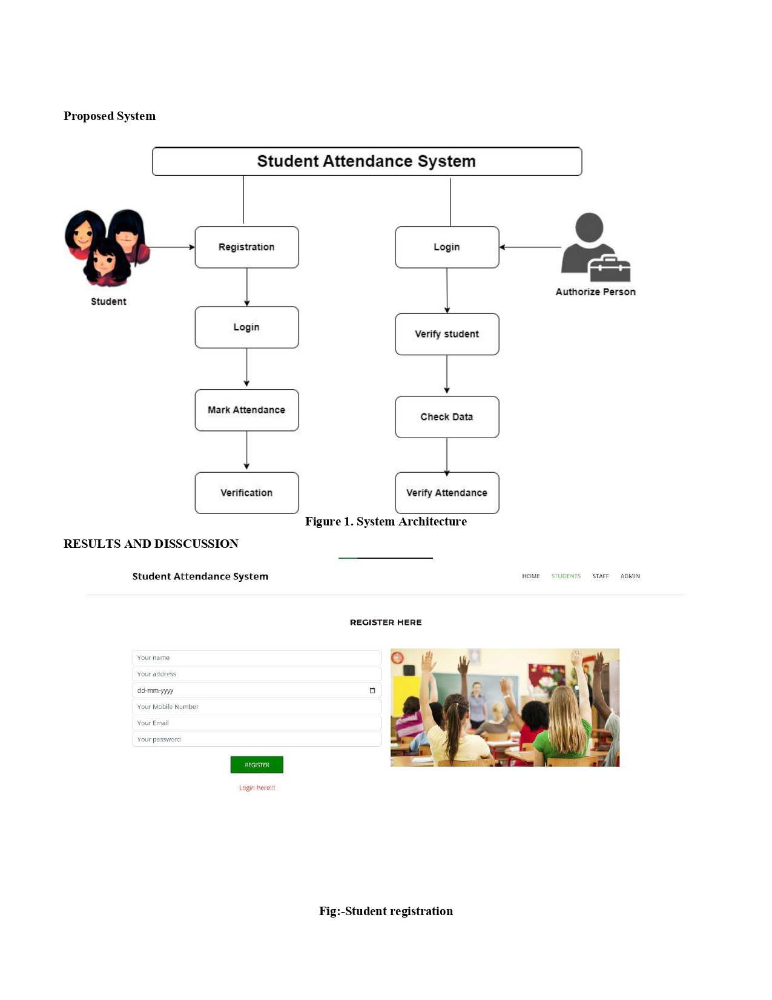 Proposed System
Student Attendance System
Registration
Login
Student
Authorize Person
Login
Verify student
Mark Attendance
Check Data
Verification
Verify Attendance
Figure 1. System Architecture
RESULTS AND DISSCUSSION
Student Attendance System HOME STUDENTS STAFF ADMIN
REGISTER HERE
Your name
Your address
dd-mm-yyyy
Your Mobile Number
Your Email
Your password
REGISTER
Login here!!!
Fig:-Student registration